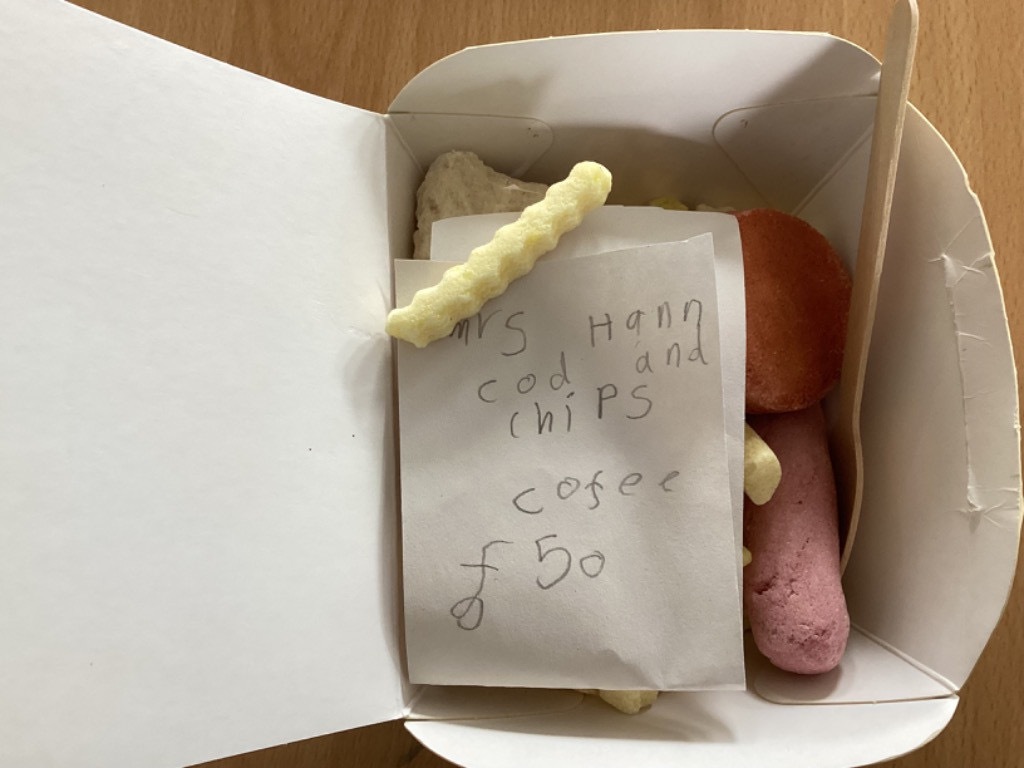 mrs Hann
cod and
chips
cofee
£50